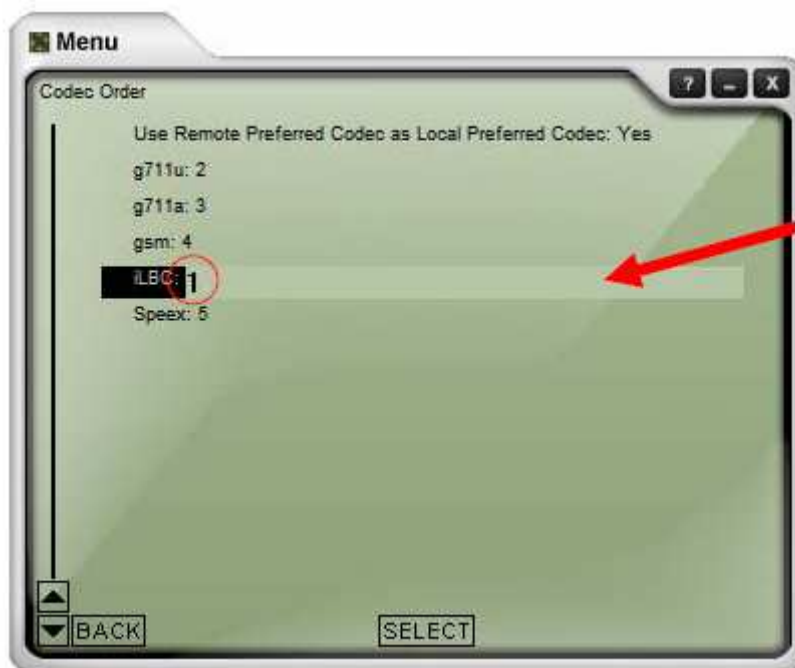 Menu
? - X
Codec Order
Use Remote Preferred Codec as Local Preferred Codec: Yes
g711u: 2
g711a: 3
gsm: 4
iLBC: 1
Speex: 5
BACK SELECT